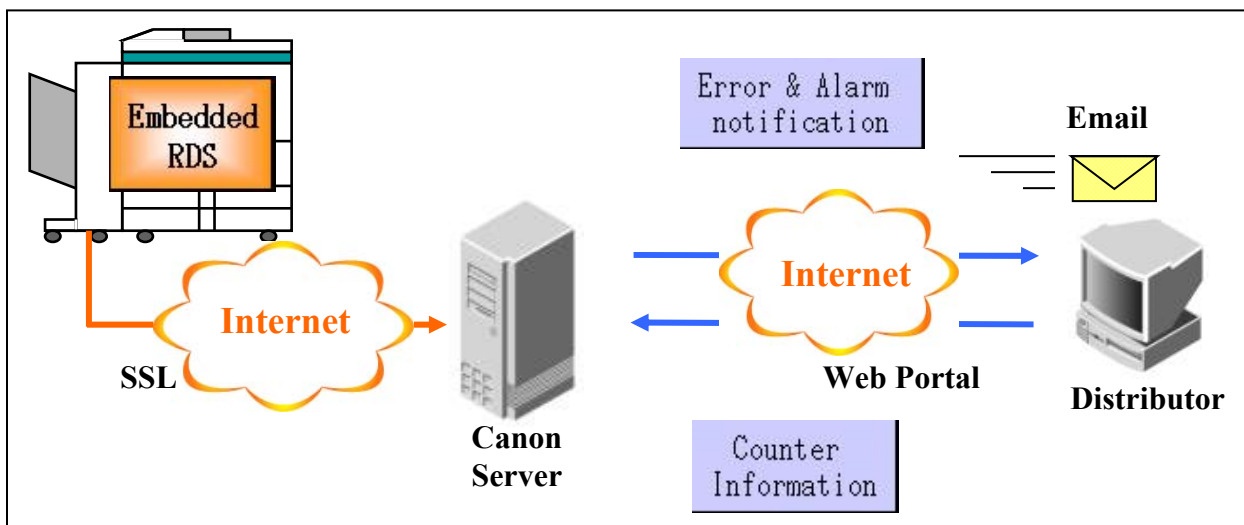 Embedded
RDS
Error & Alarm
notification
Email
Internet
Internet
SSL
Web Portal
Distributor
Canon
Server
Counter
Information